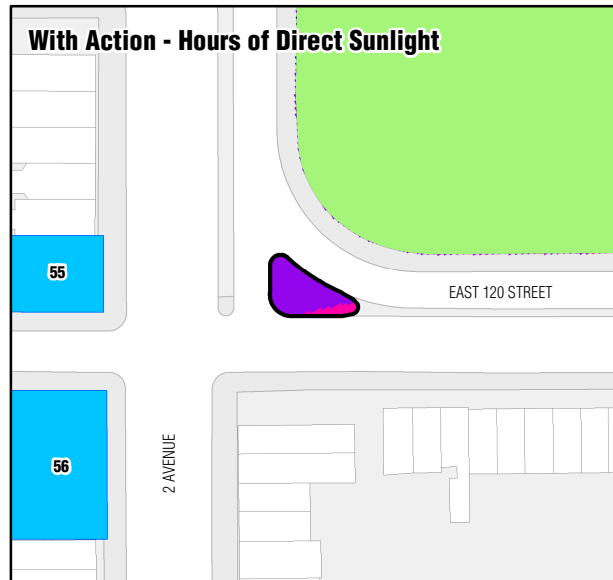 With Action - Hours of Direct Sunlight
55
EAST 120 STREET
56
2 AVENUE